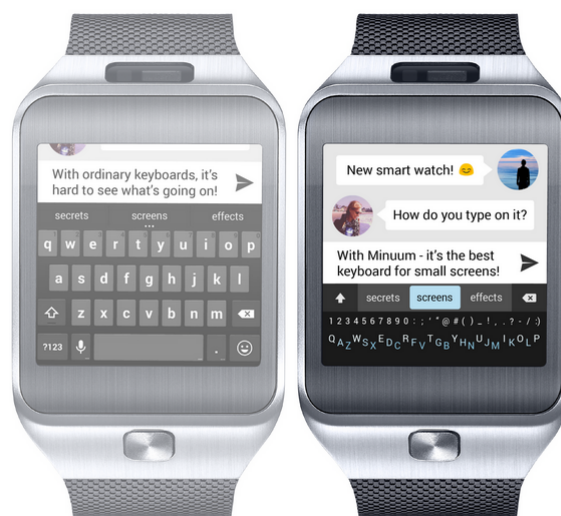 With ordinary keyboards, it's
hard to see what's going on!
secrets screens effects
q w e r t y u i o p
a s d f g h j k l
z x c v b n m
?123 .
New smart watch! 😊
How do you type on it?
With Minuum - it's the best
keyboard for small screens!
secrets screens effects
1 2 3 4 5 6 7 8 9 0 : ; ' " @ # ( ) _ ! , . ? - / :)
Q A Z W S X E D C R F V T G B Y H N U J M I K O L P